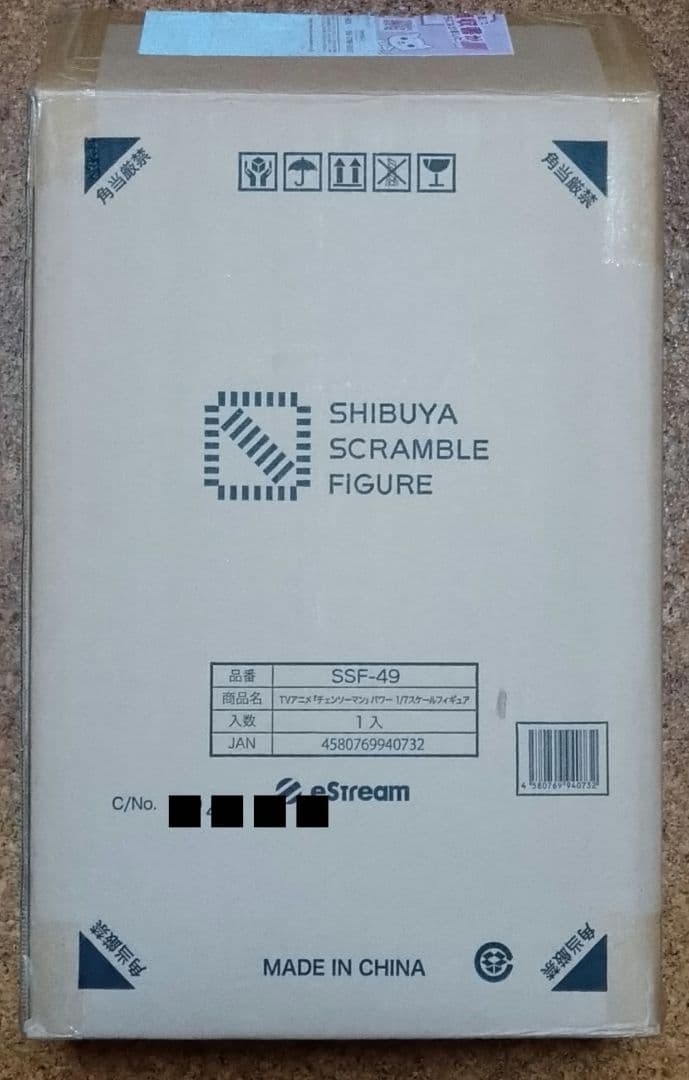 角当厳禁
角当厳禁
SHIBUYA
SCRAMBLE
FIGURE
品番 SSF-49
商品名 TVアニメ『チェンソーマン』パワー 1/7スケールフィギュア
入数 1入
JAN 4580769940732
4580769940732
eStream
C/No.
角当厳禁
MADE IN CHINA
角当厳禁